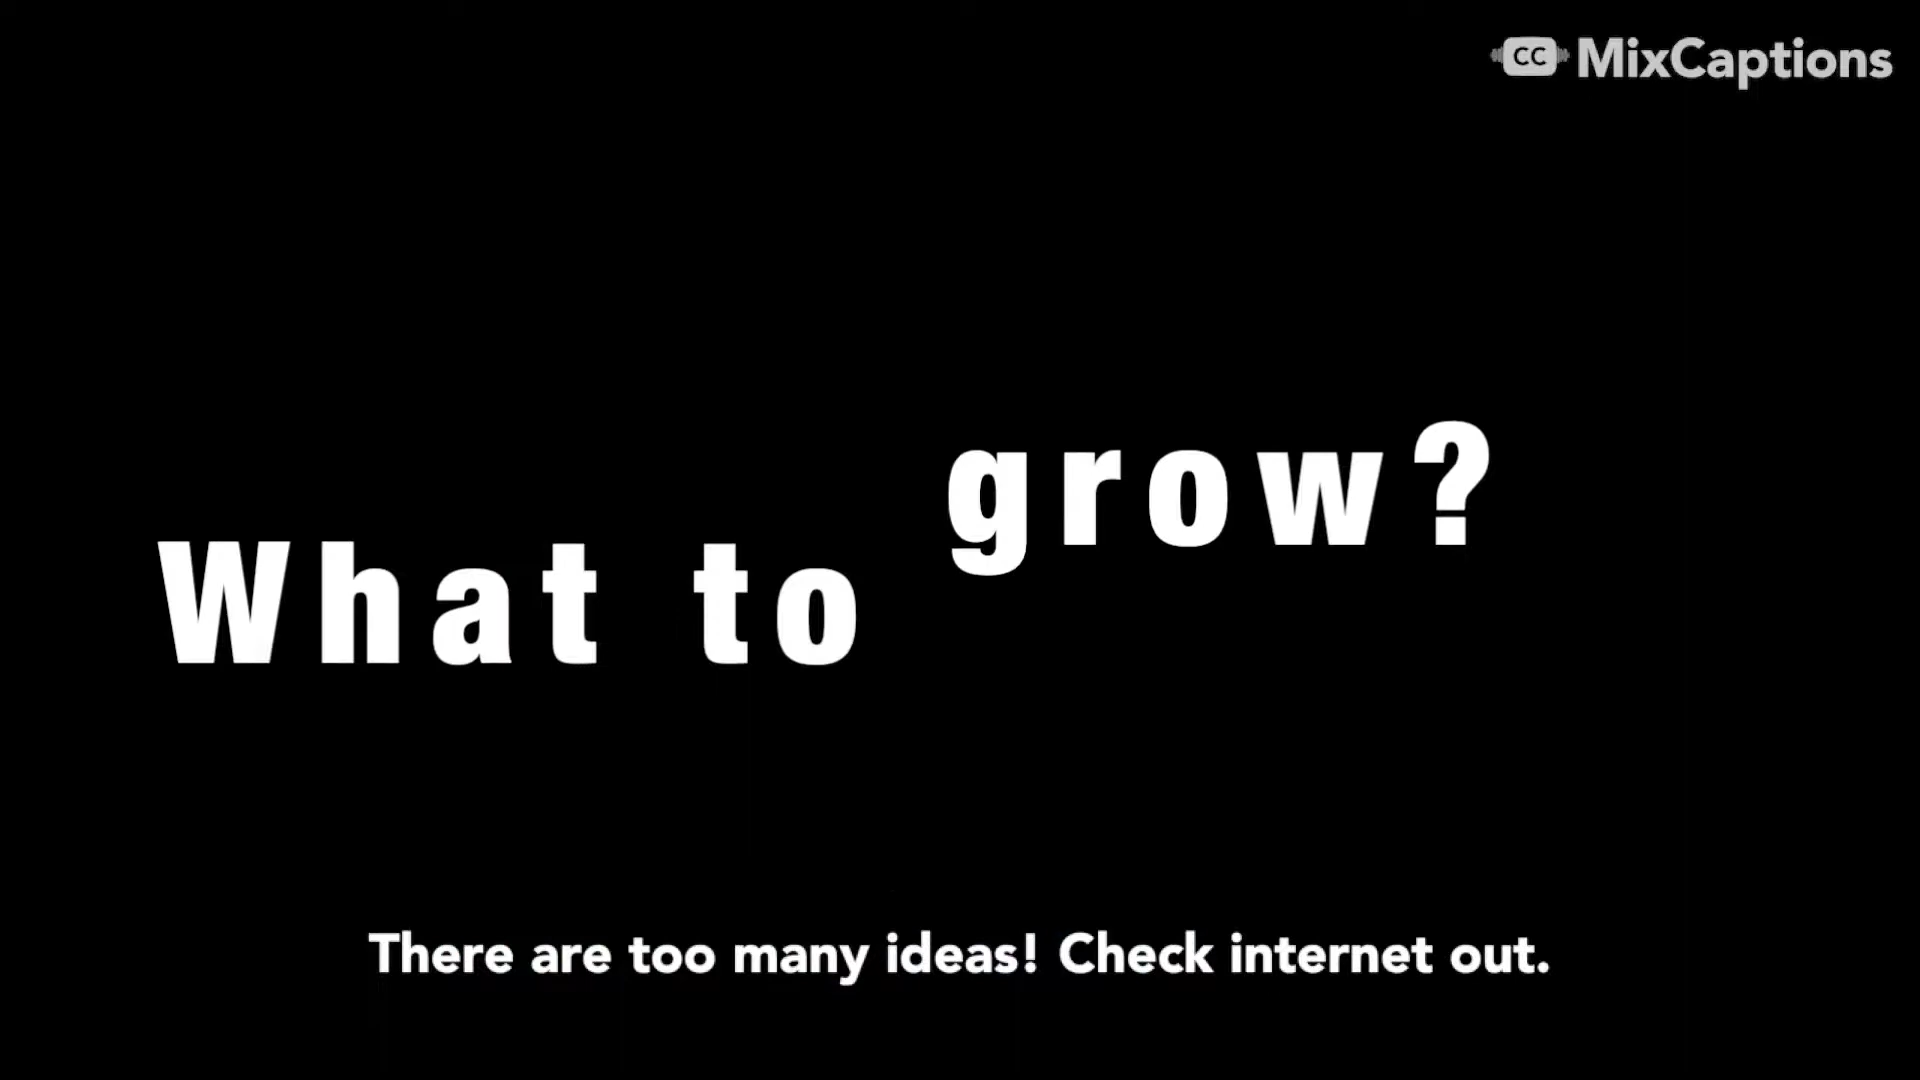 CC MixCaptions
What to grow?
There are too many ideas! Check internet out.